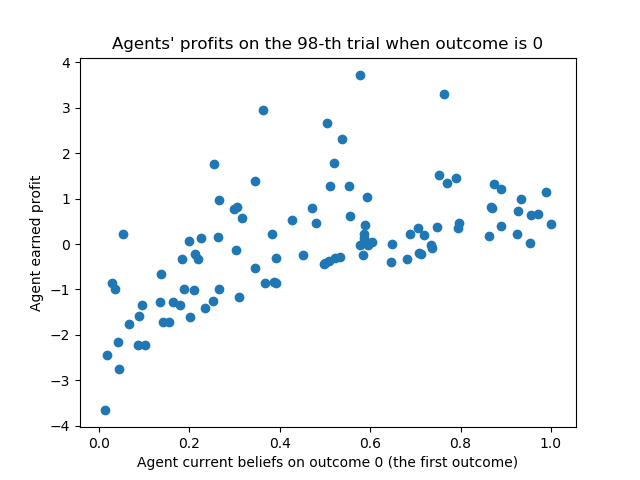 Agents' profits on the 98-th trial when outcome is 0
Agent earned profit
4
3
2
1
0
−1
−2
−3
−4
0.0 0.2 0.4 0.6 0.8 1.0
Agent current beliefs on outcome 0 (the first outcome)